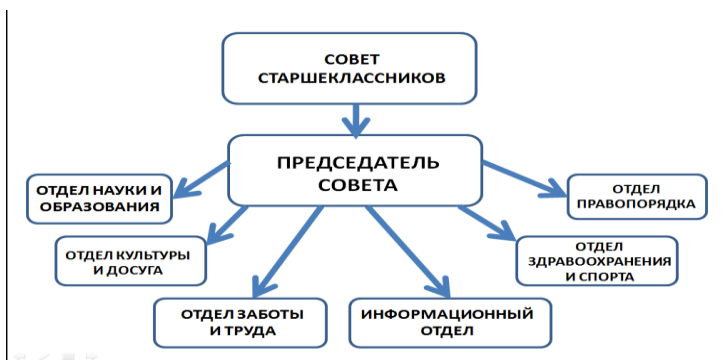 СОВЕТ
СТАРШЕКЛАССНИКОВ
ПРЕДСЕДАТЕЛЬ
СОВЕТА
ОТДЕЛ НАУКИ И
ОБРАЗОВАНИЯ
ОТДЕЛ
ПРАВОПОРЯДКА
ОТДЕЛ КУЛЬТУРЫ
И ДОСУГА
ОТДЕЛ
ЗДРАВООХРАНЕНИЯ
И СПОРТА
ОТДЕЛ ЗАБОТЫ
И ТРУДА
ИНФОРМАЦИОННЫЙ
ОТДЕЛ